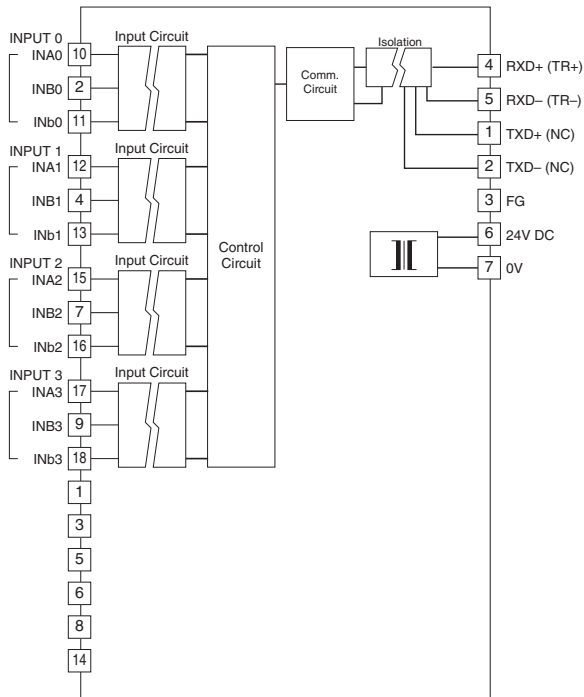 INPUT 0
INA0 10
INB0 2
INb0 11
Input Circuit
INPUT 1
INA1 12
INB1 4
INb1 13
Input Circuit
INPUT 2
INA2 15
INB2 7
INb2 16
Input Circuit
INPUT 3
INA3 17
INB3 9
INb3 18
Input Circuit
1
3
5
6
8
14
Control
Circuit
Comm.
Circuit
Isolation
4 RXD+ (TR+)
5 RXD– (TR–)
1 TXD+ (NC)
2 TXD– (NC)
3 FG
6 24V DC
7 0V